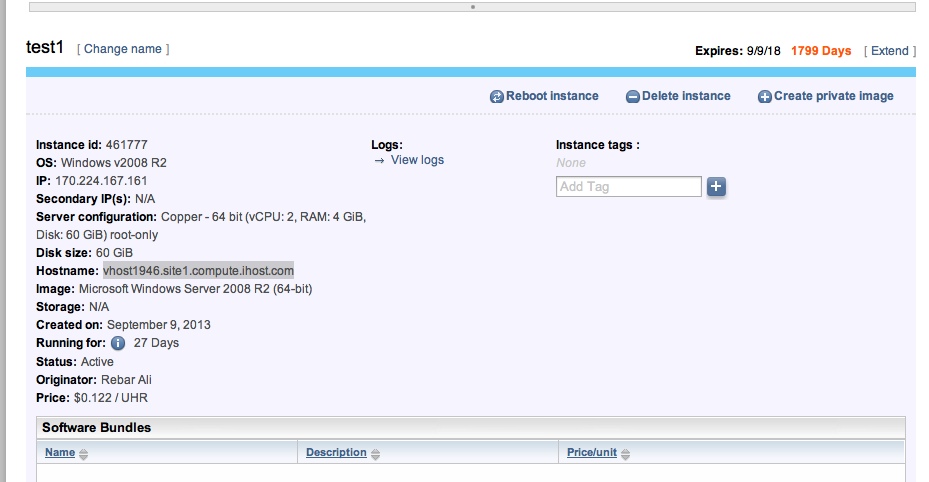 test1 [ Change name ]
Expires: 9/9/18 1799 Days [ Extend ]
Reboot instance Delete instance Create private image
Instance id: 461777
OS: Windows v2008 R2
IP: 170.224.167.161
Secondary IP(s): N/A
Server configuration: Copper - 64 bit (vCPU: 2, RAM: 4 GiB,
Disk: 60 GiB) root-only
Disk size: 60 GiB
Hostname: vhost1946.site1.compute.ihost.com
Image: Microsoft Windows Server 2008 R2 (64-bit)
Storage: N/A
Created on: September 9, 2013
Running for: 27 Days
Status: Active
Originator: Rebar Ali
Price: $0.122 / UHR
Logs:
→ View logs
Instance tags :
None
Add Tag
Software Bundles
Name Description Price/unit